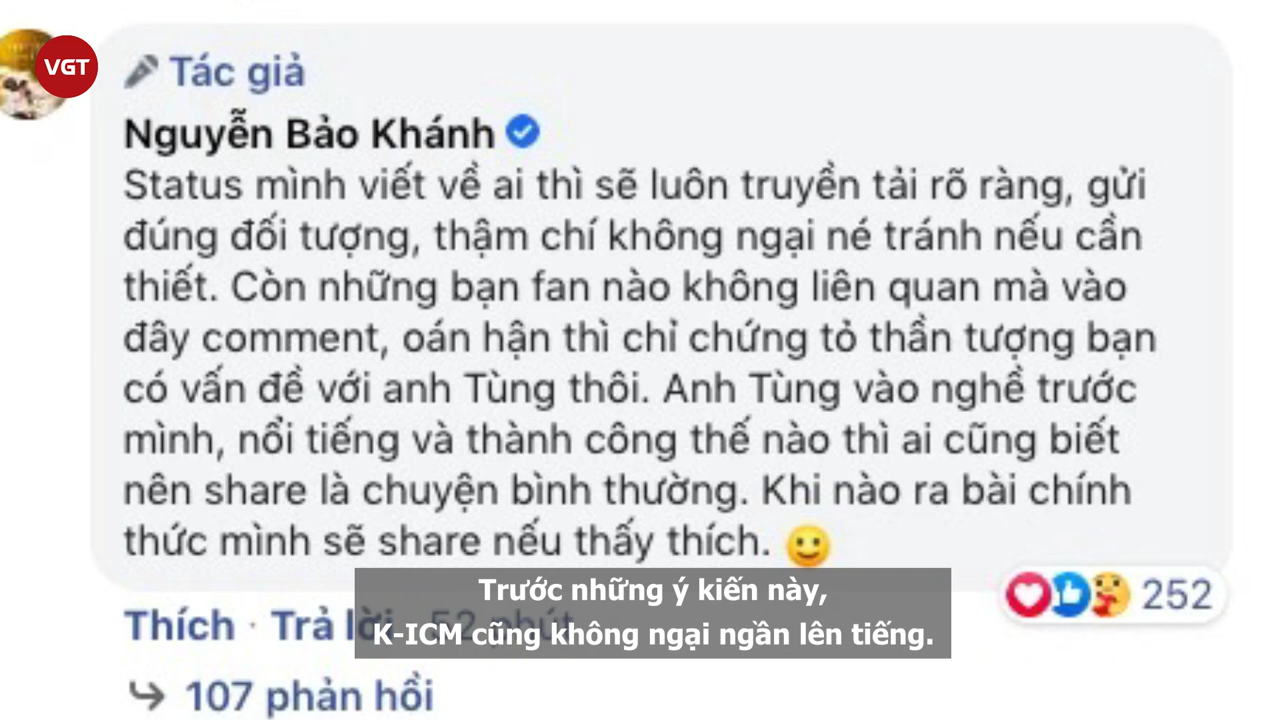 VGT
Tác giả
Nguyễn Bảo Khánh
Status mình viết về ai thì sẽ luôn truyền tải rõ ràng, gửi
đúng đối tượng, thậm chí không ngại né tránh nếu cần
thiết. Còn những bạn fan nào không liên quan mà vào
đây comment, oán hận thì chỉ chứng tỏ thần tượng bạn
có vấn đề với anh Tùng thôi. Anh Tùng vào nghề trước
mình, nổi tiếng và thành công thế nào thì ai cũng biết
nên share là chuyện bình thường. Khi nào ra bài chính
thức mình sẽ share nếu thấy thích. 🙂
252
Thích · Trả lời · 52 phút
Trước những ý kiến này,
K-ICM cũng không ngại ngần lên tiếng.
107 phản hồi